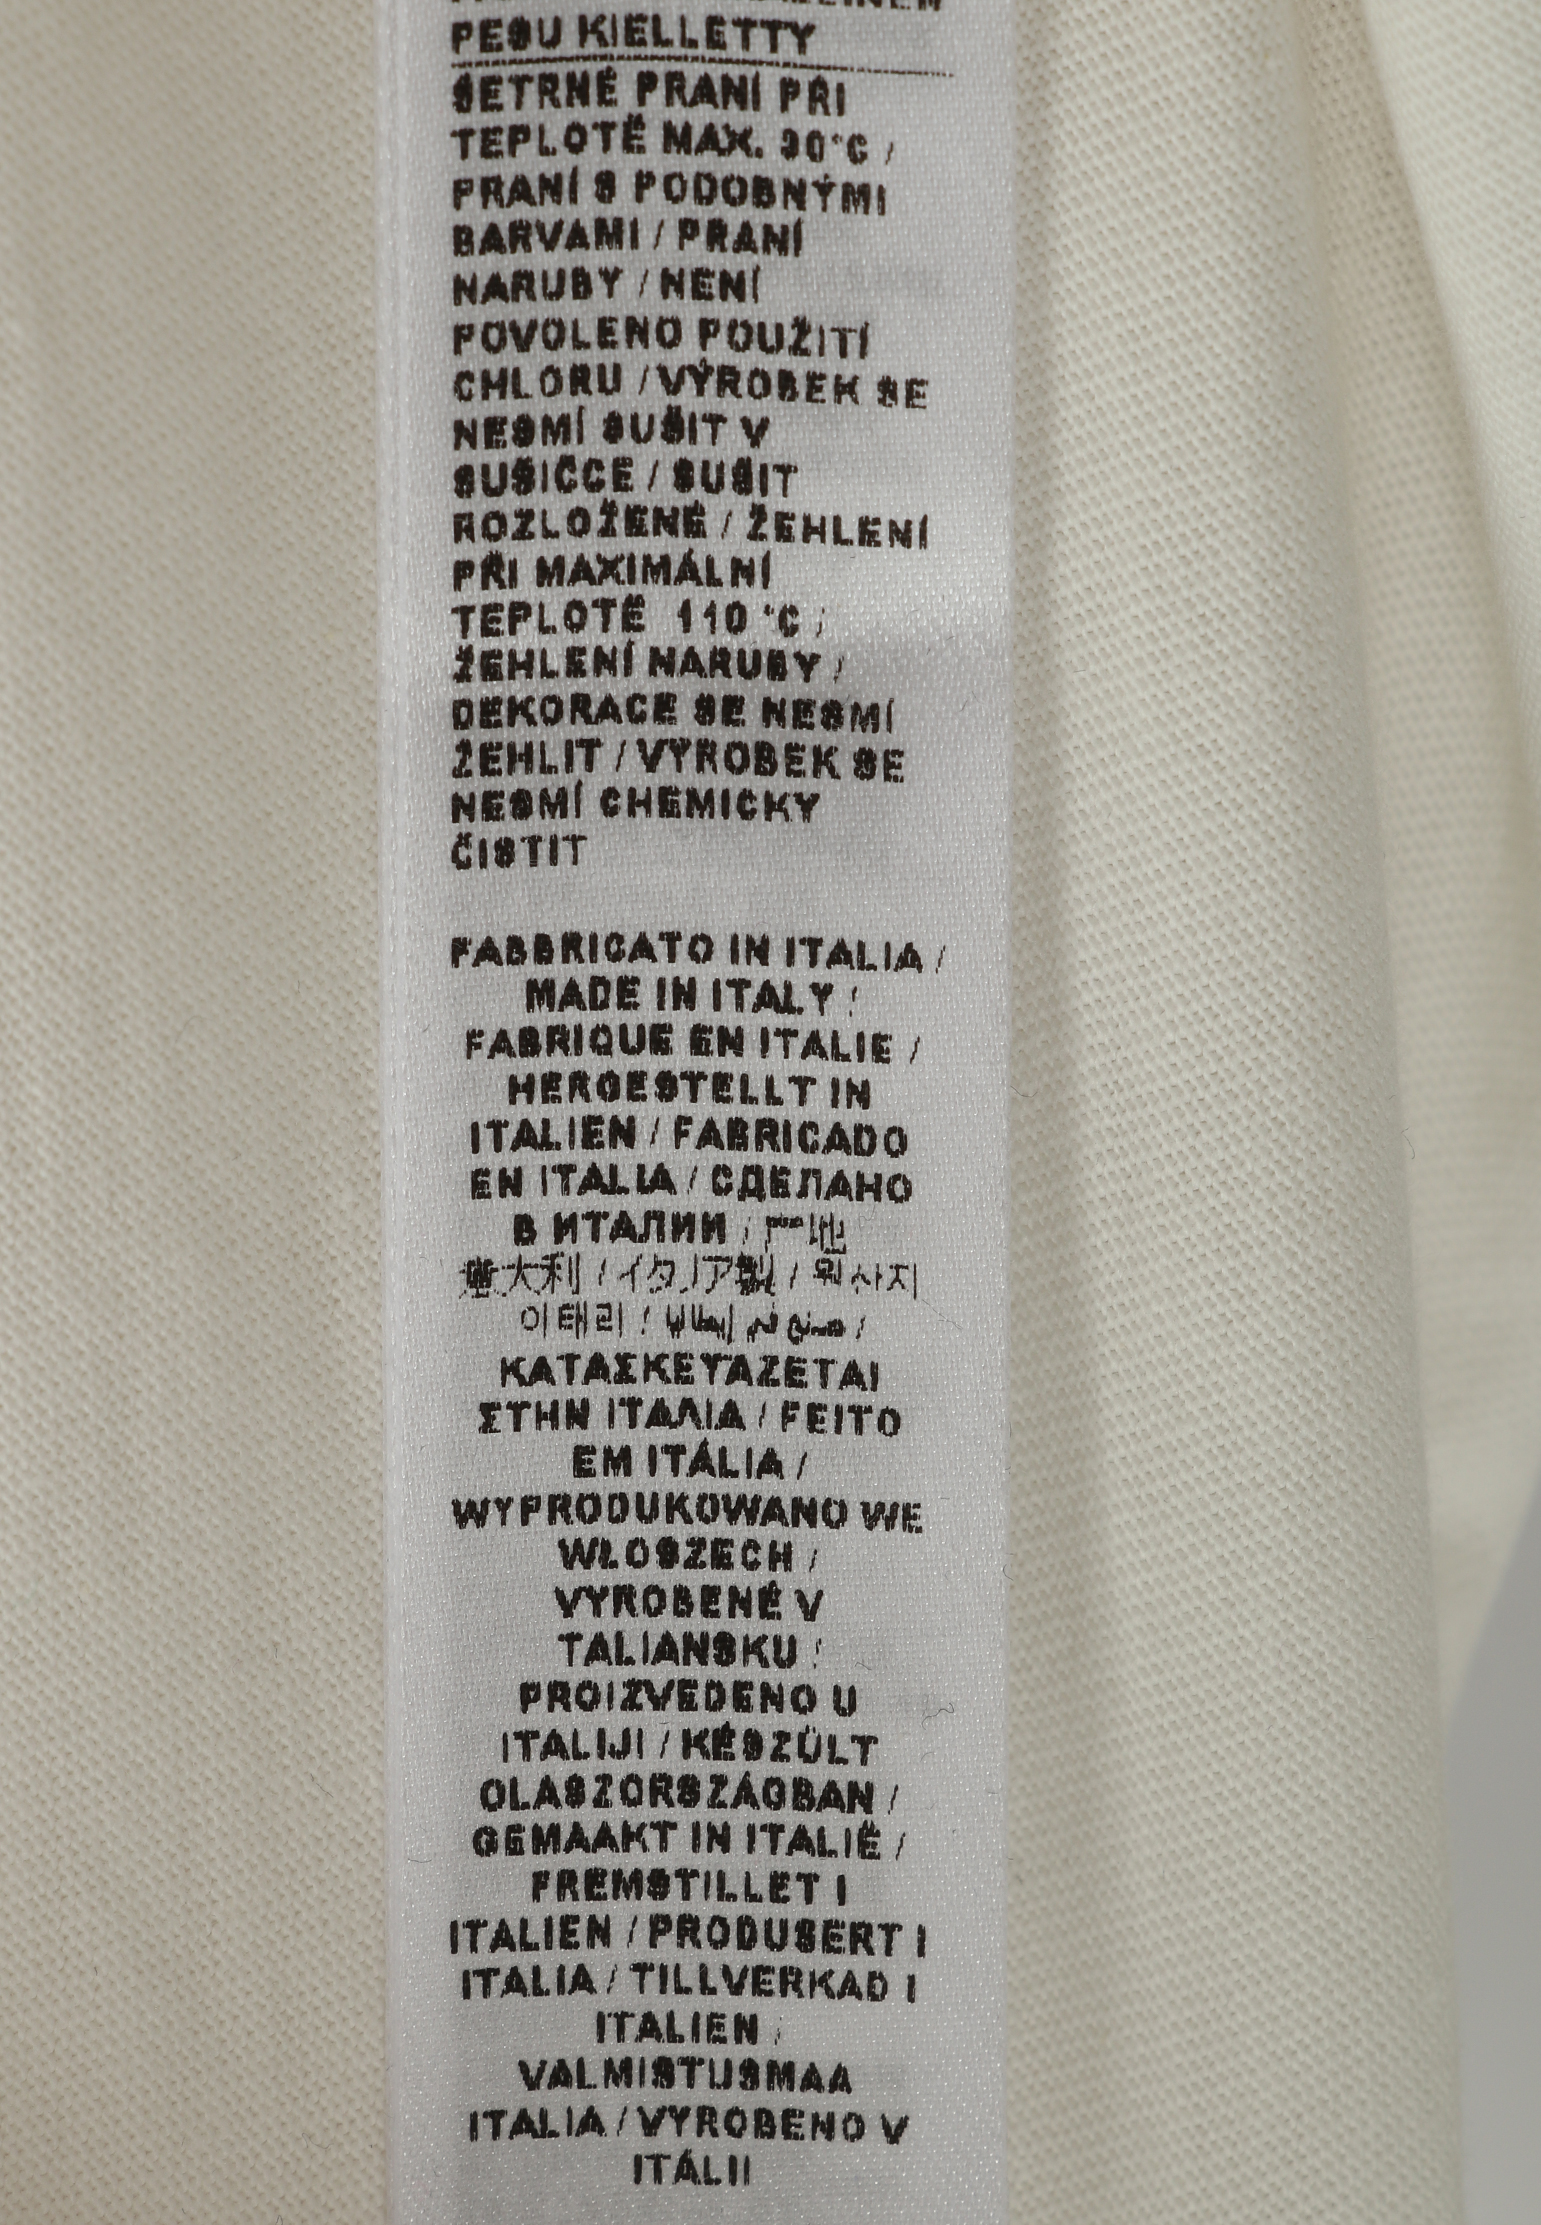 PESU KIELLETTY
ŠETRNÉ PRANÍ PŘI
TEPLOTĚ MAX. 30°C /
PRANÍ S PODOBNÝMI
BARVAMI / PRANÍ
NARUBY / NENÍ
POVOLENO POUŽITÍ
CHLORU / VÝROBEK SE
NESMÍ SUŠIT V
SUŠIČCE / SUŠIT
ROZLOŽENÉ / ŽEHLENÍ
PŘI MAXIMÁLNÍ
TEPLOTĚ 110 °C /
ŽEHLENÍ NARUBY /
DEKORACE SE NESMÍ
ŽEHLIT / VÝROBEK SE
NESMÍ CHEMICKY
ČISTIT
FABBRICATO IN ITALIA /
MADE IN ITALY /
FABRIQUE EN ITALIE /
HERGESTELLT IN
ITALIEN / FABRICADO
EN ITALIA / СДЕЛАНО
В ИТАЛИИ / 产地
意大利 / イタリア製 / 원산지
이태리 / صنع في إيطاليا /
ΚΑΤΑΣΚΕΥΑΖΕΤΑΙ
ΣΤΗΝ ΙΤΑΛΙΑ / FEITO
EM ITÁLIA /
WYPRODUKOWANO WE
WŁOSZECH /
VYROBENÉ V
TALIANSKU /
PROIZVEDENO U
ITALIJI / KÉSZÜLT
OLASZORSZÁGBAN /
GEMAAKT IN ITALIË /
FREMSTILLET I
ITALIEN / PRODUSERT I
ITALIA / TILLVERKAD I
ITALIEN /
VALMISTUSMAA
ITALIA / VYROBENO V
ITÁLII